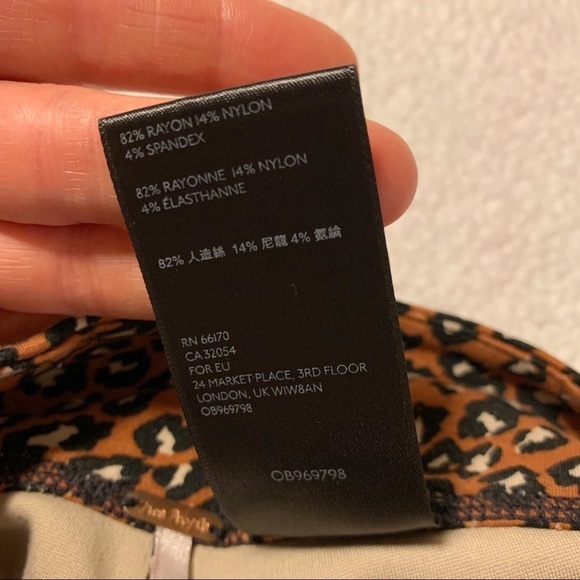 82% RAYON 14% NYLON
4% SPANDEX
82% RAYONNE 14% NYLON
4% ÉLASTHANNE
82% 人造絲 14% 尼龍 4% 氨綸
RN 66170
CA 32054
FOR EU
24 MARKET PLACE, 3RD FLOOR
LONDON, UK W1W8AN
OB969798
OB969798